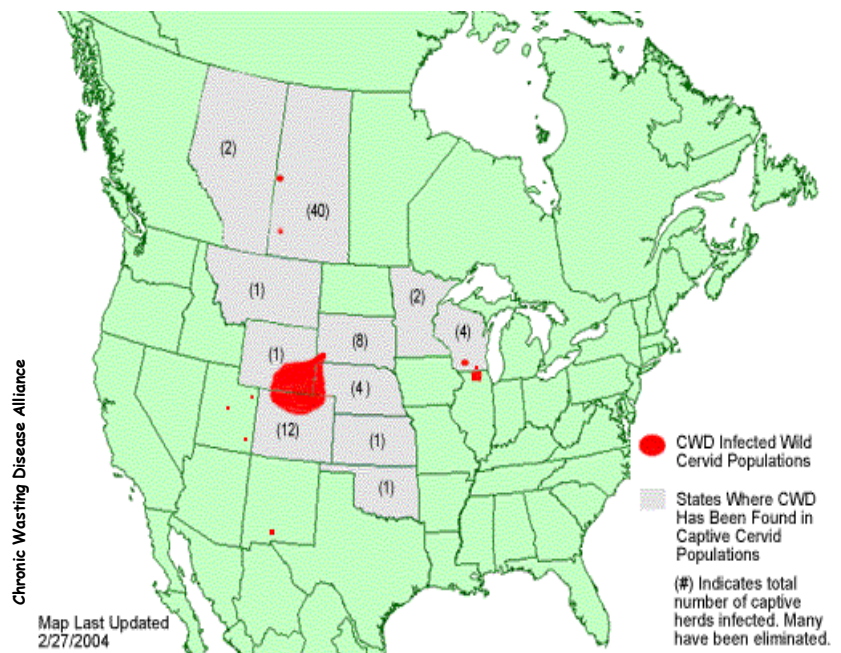 (2)
(40)
(1)
(2)
(4)
(8)
(1)
(4)
(12)
(1)
(1)
Chronic Wasting Disease Alliance
CWD Infected Wild
Cervid Populations
States Where CWD
Has Been Found in
Captive Cervid
Populations
(#) Indicates total
number of captive
herds infected. Many
have been eliminated.
Map Last Updated
2/27/2004